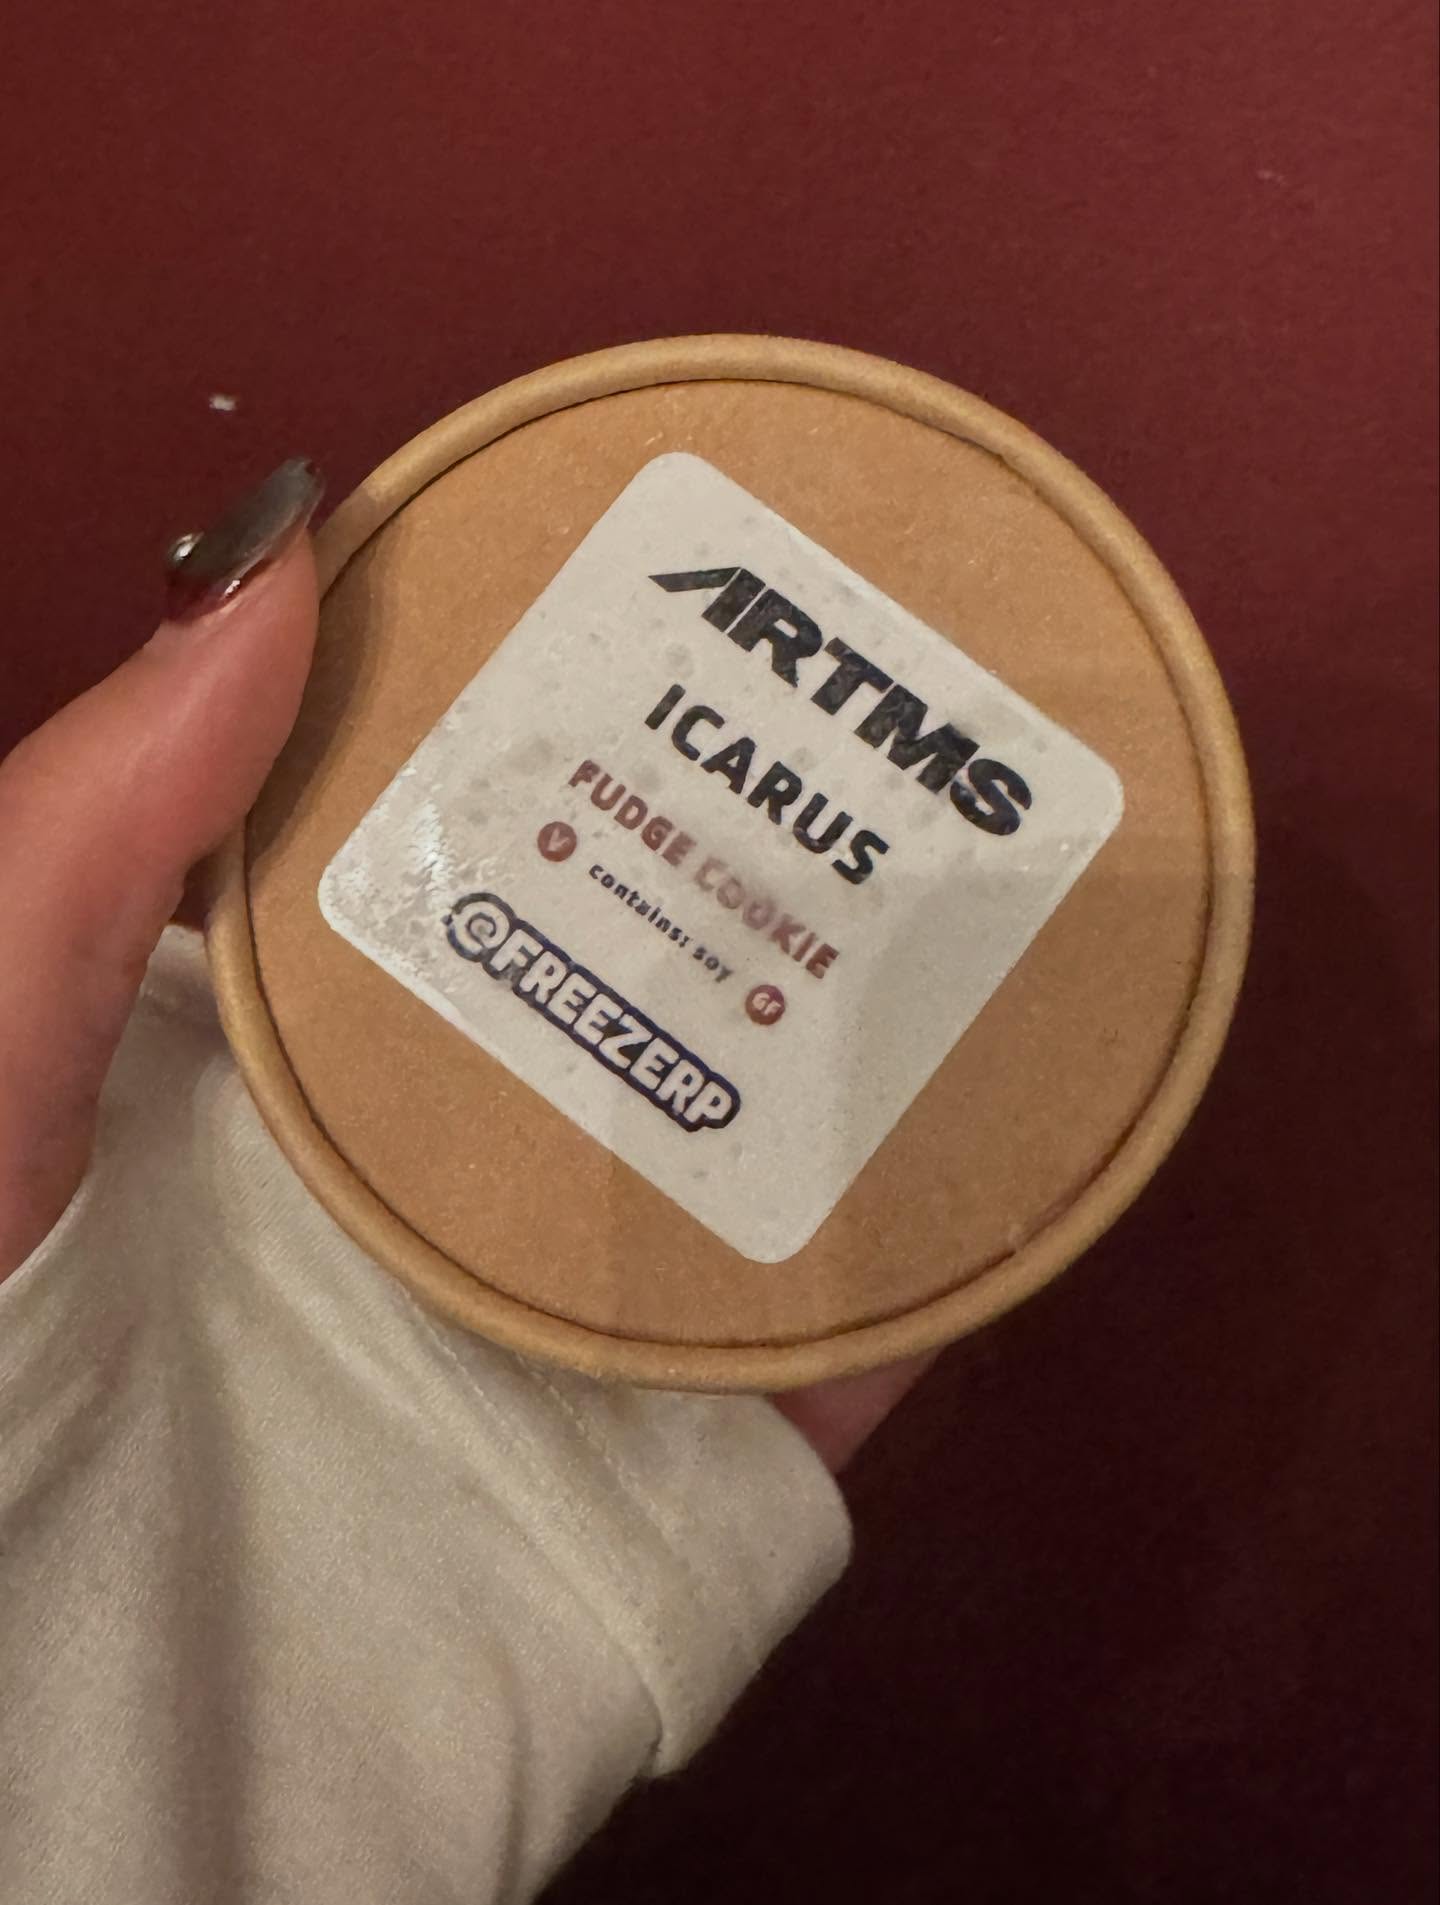 ARTMS
ICARUS
FUDGE COOKIE
V contains: soy GF
@FREEZERP